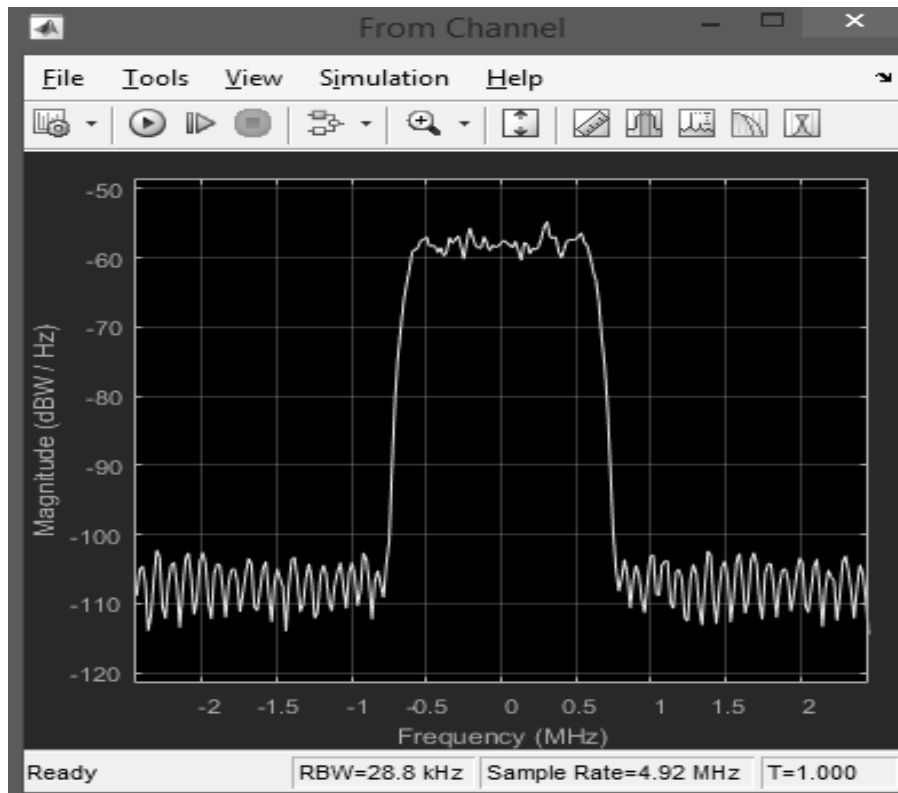 From Channel
File Tools View Simulation Help
-50
-60
-70
-80
-90
-100
-110
-120
Magnitude (dBW / Hz)
-2 -1.5 -1 -0.5 0 0.5 1 1.5 2
Frequency (MHz)
Ready RBW=28.8 kHz Sample Rate=4.92 MHz T=1.000